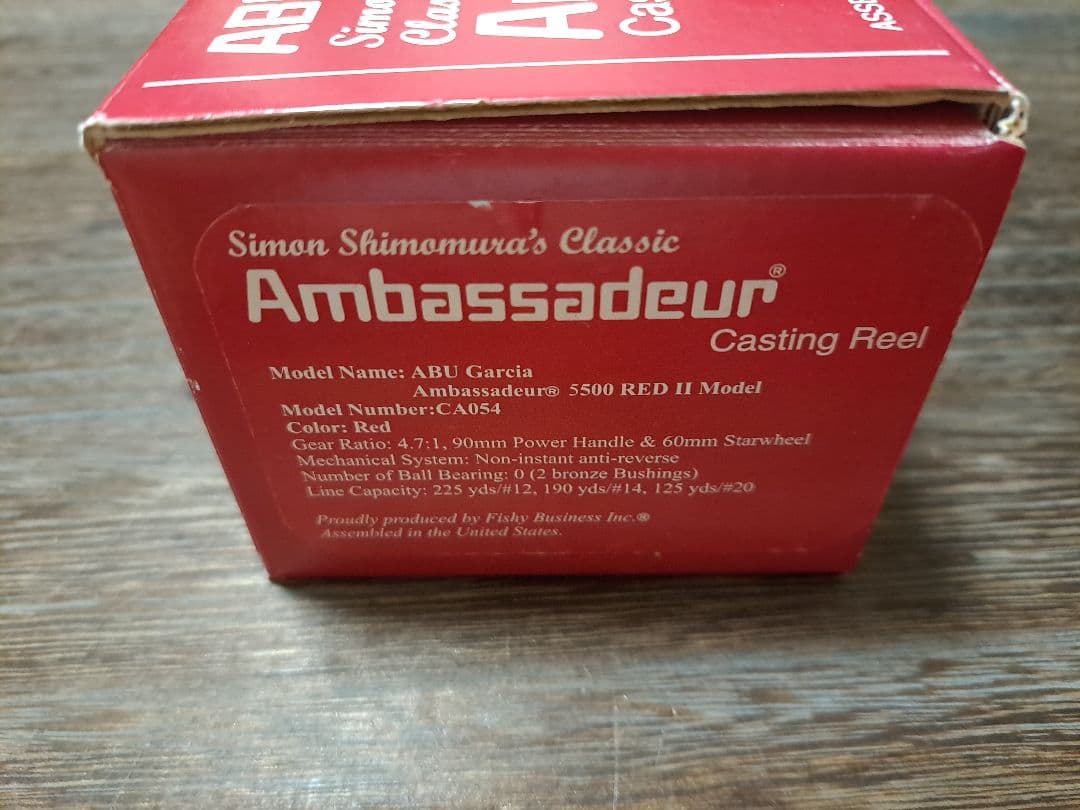 Simon Shimomura's Classic
Ambassadeur®
Casting Reel
Model Name: ABU Garcia
Ambassadeur® 5500 RED II Model
Model Number:CA054
Color: Red
Gear Ratio: 4.7:1, 90mm Power Handle & 60mm Starwheel
Mechanical System: Non-instant anti-reverse
Number of Ball Bearing: 0 (2 bronze Bushings)
Line Capacity: 225 yds/#12, 190 yds/#14, 125 yds/#20
Proudly produced by Fishy Business Inc.®
Assembled in the United States.